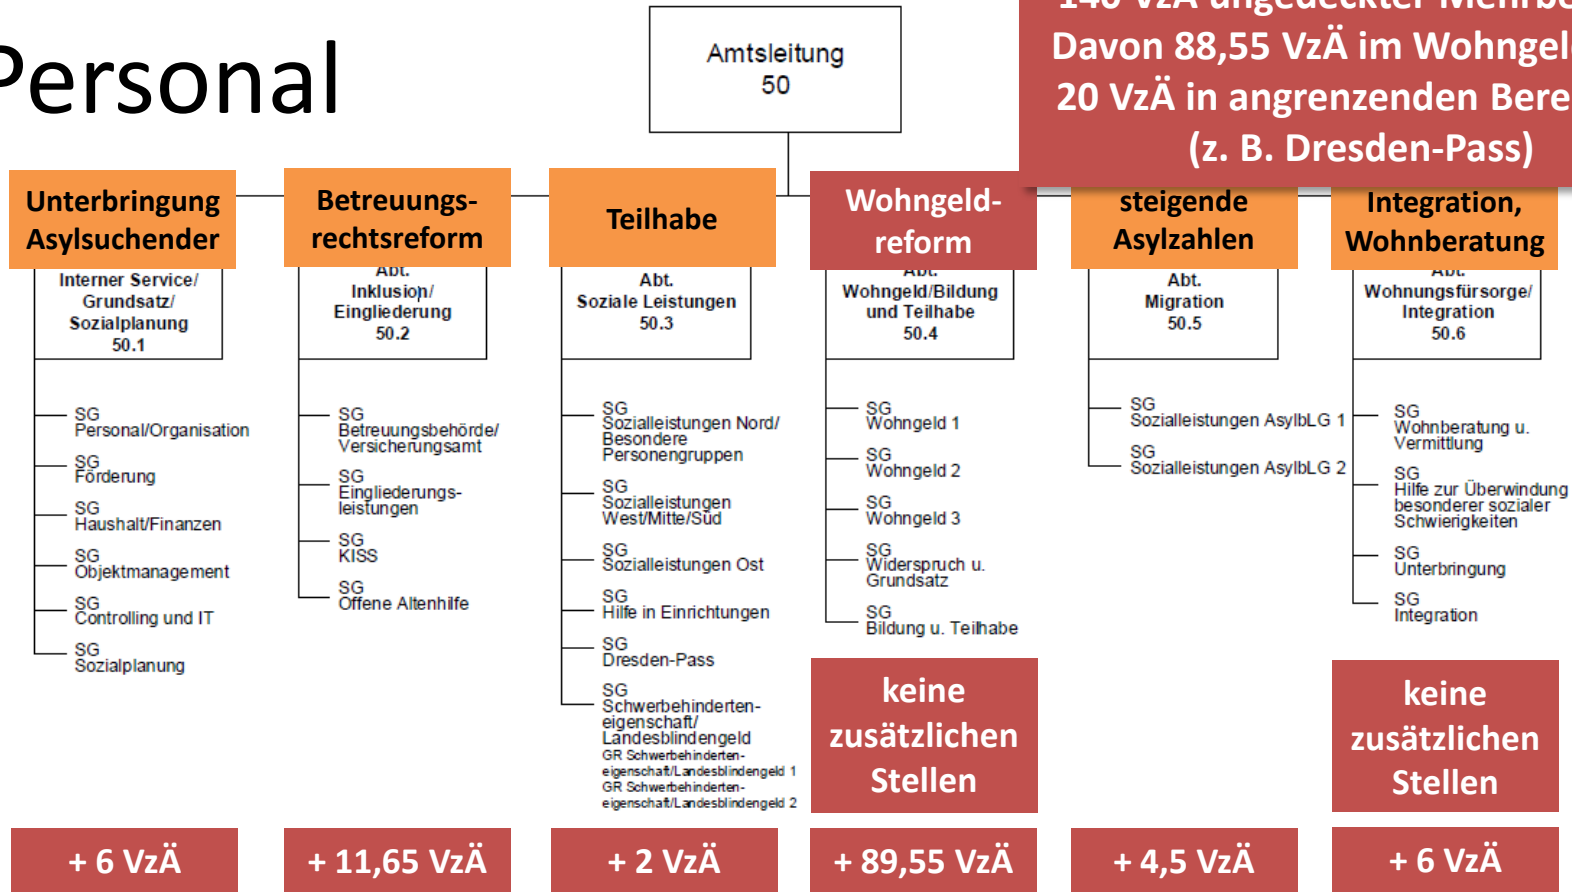 Personal
Amtsleitung
50
140 VzÄ ungedeckter
Davon 88,55 VzÄ im
20 VzÄ in angrenzenden
(z. B. Dresden-Pass)
Unterbringung
Asylsuchender
Interner Service/
Grundsatz/
Sozialplanung
50.1
SG
Personal/Organisation
SG
Förderung
SG
Haushalt/Finanzen
SG
Objektmanagement
SG
Controlling und IT
SG
Sozialplanung
+ 6 VzÄ
Betreuungs-
rechtsreform
Abt.
Inklusion/
Eingliederung
50.2
SG
Betreuungsbehörde/
Versicherungsamt
SG
Eingliederungs-
leistungen
SG
KISS
SG
Offene Altenhilfe
+ 11,65 VzÄ
Teilhabe
Abt.
Soziale Leistungen
50.3
SG
Sozialleistungen Nord/
Besondere
Personengruppen
SG
Sozialleistungen
West/Mitte/Süd
SG
Sozialleistungen Ost
SG
Hilfe in Einrichtungen
SG
Dresden-Pass
SG
Schwerbehinderten-
eigenschaft/
Landesblindengeld
GR Schwerbehinderten-
eigenschaft/Landesblindengeld 1
GR Schwerbehinderten-
eigenschaft/Landesblindengeld 2
+ 2 VzÄ
Wohngeld-
reform
Abt.
Wohngeld/Bildung
und Teilhabe
50.4
SG
Wohngeld 1
SG
Wohngeld 2
SG
Wohngeld 3
SG
Widerspruch u.
Grundsatz
SG
Bildung u. Teilhabe
keine
zusätzlichen
Stellen
+ 89,55 VzÄ
steigende
Asylzahlen
Abt.
Migration
50.5
SG
Sozialleistungen AsylbLG 1
SG
Sozialleistungen AsylbLG 2
+ 4,5 VzÄ
Integration,
Wohnberatung
Abt.
Wohnungsfürsorge/
Integration
50.6
SG
Wohnberatung u.
Vermittlung
SG
Hilfe zur Überwindung
besonderer sozialer
Schwierigkeiten
SG
Unterbringung
SG
Integration
keine
zusätzlichen
Stellen
+ 6 VzÄ